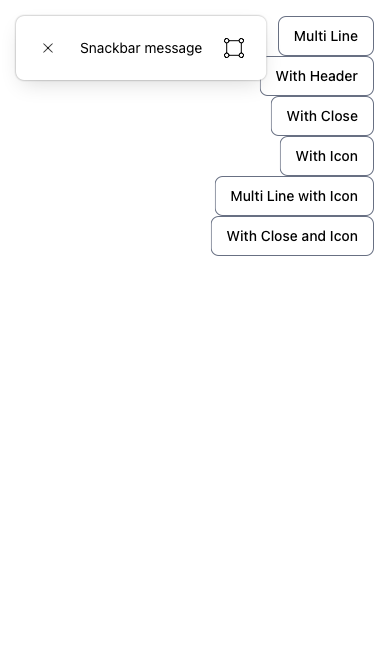 Snackbar message
Multi Line
With Header
With Close
With Icon
Multi Line with Icon
With Close and Icon